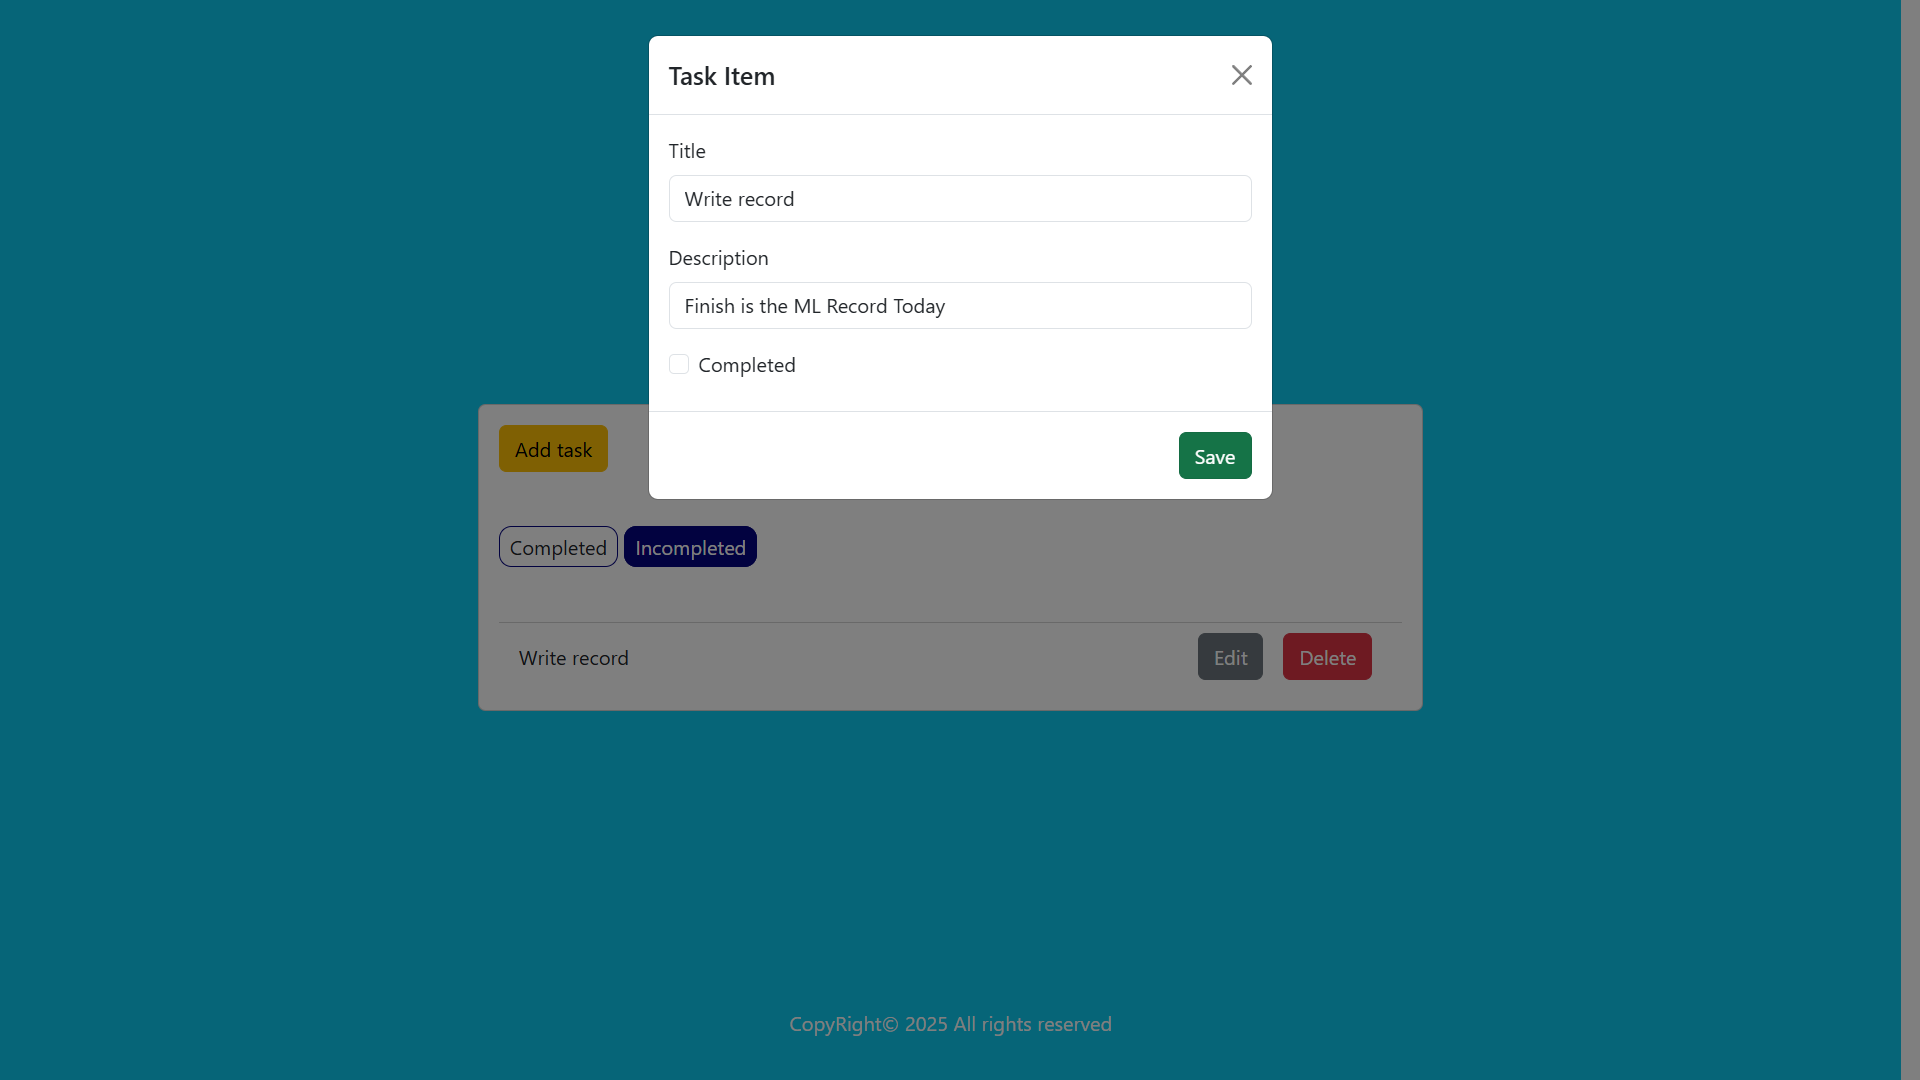 Task Item
Title
Write record
Description
Finish is the ML Record Today
Completed
Save
Add task
Completed Incompleted
Write record Edit Delete
CopyRight© 2025 All rights reserved